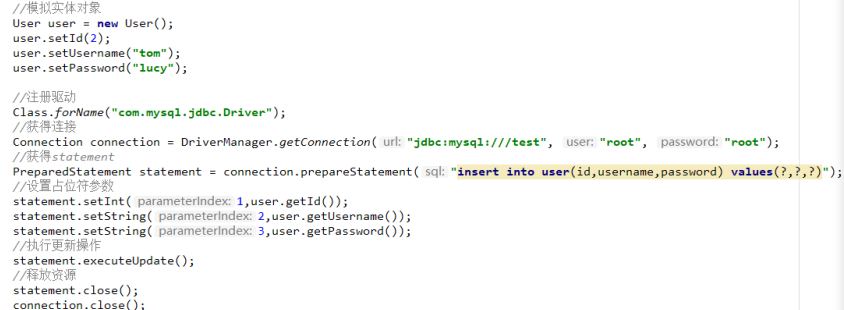 //模拟实体对象
User user = new User();
user.setId(2);
user.setUsername("tom");
user.setPassword("lucy");
//注册驱动
Class.forName("com.mysql.jdbc.Driver");
//获得连接
Connection connection = DriverManager.getConnection( url: "jdbc:mysql:///test", user: "root", password: "root");
//获得statement
PreparedStatement statement = connection.prepareStatement( sql: "insert into user(id,username,password) values(?,?,?)");
//设置占位符参数
statement.setInt( parameterIndex: 1,user.getId());
statement.setString( parameterIndex: 2,user.getUsername());
statement.setString( parameterIndex: 3,user.getPassword());
//执行更新操作
statement.executeUpdate();
//释放资源
statement.close();
connection.close();